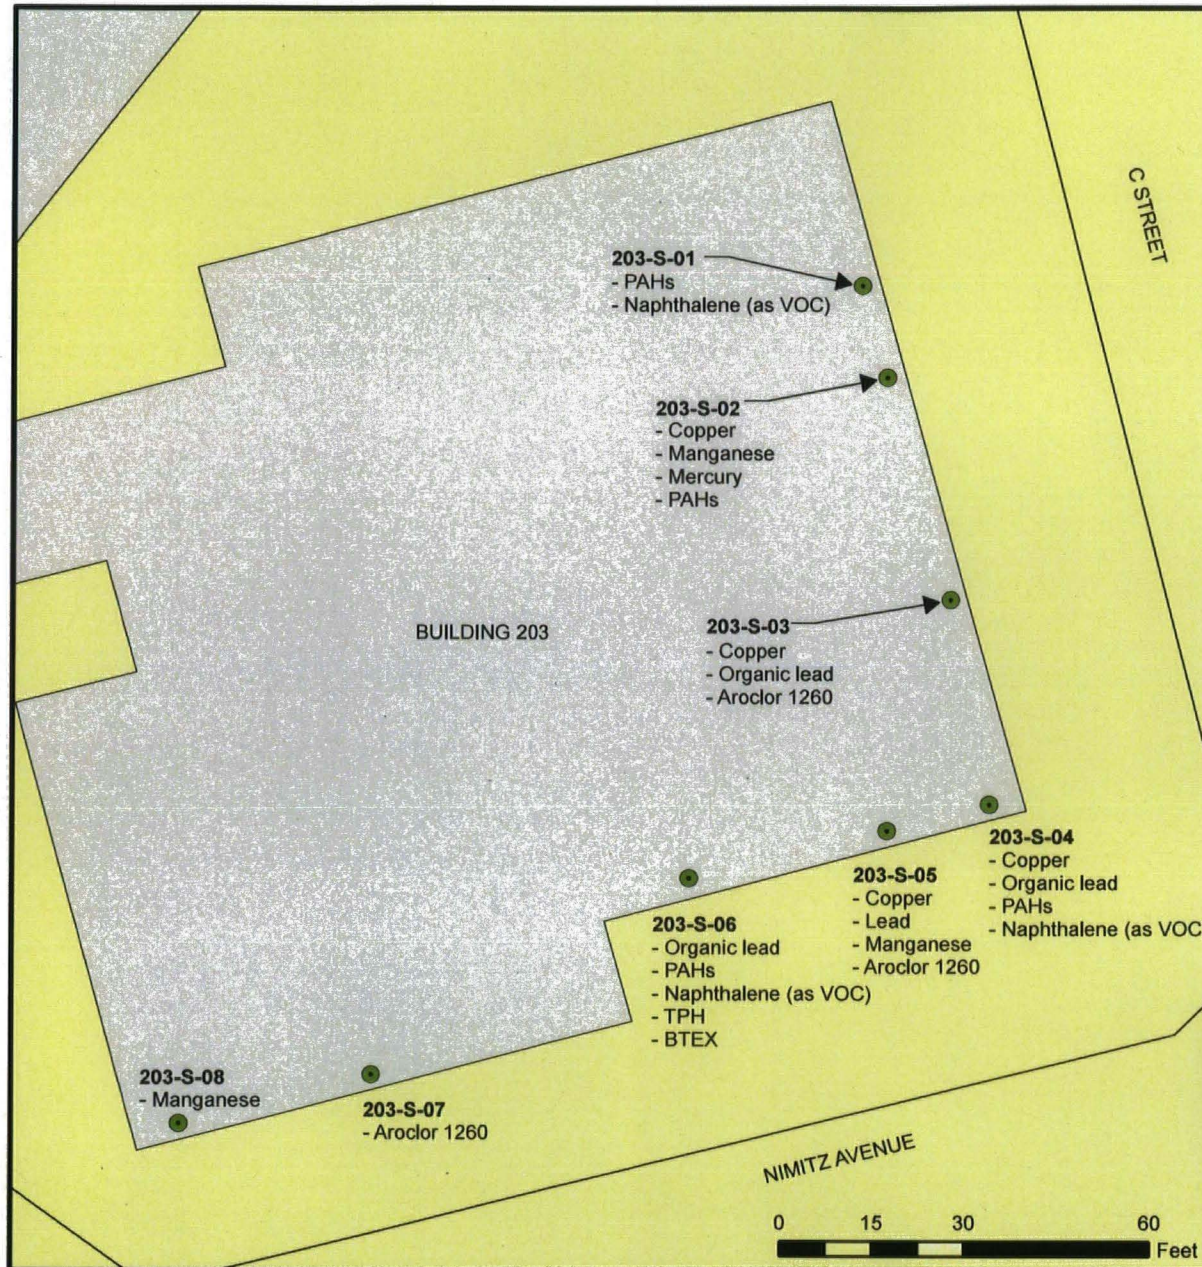 C STREET
203-S-01
- PAHs
- Naphthalene (as VOC)
203-S-02
- Copper
- Manganese
- Mercury
- PAHs
BUILDING 203
203-S-03
- Copper
- Organic lead
- Aroclor 1260
203-S-04
- Copper
- Organic lead
- PAHs
- Naphthalene (as VOC
203-S-05
- Copper
- Lead
- Manganese
- Aroclor 1260
203-S-06
- Organic lead
- PAHs
- Naphthalene (as VOC)
- TPH
- BTEX
203-S-08
- Manganese
203-S-07
- Aroclor 1260
NIMITZ AVENUE
0 15 30 60
Feet